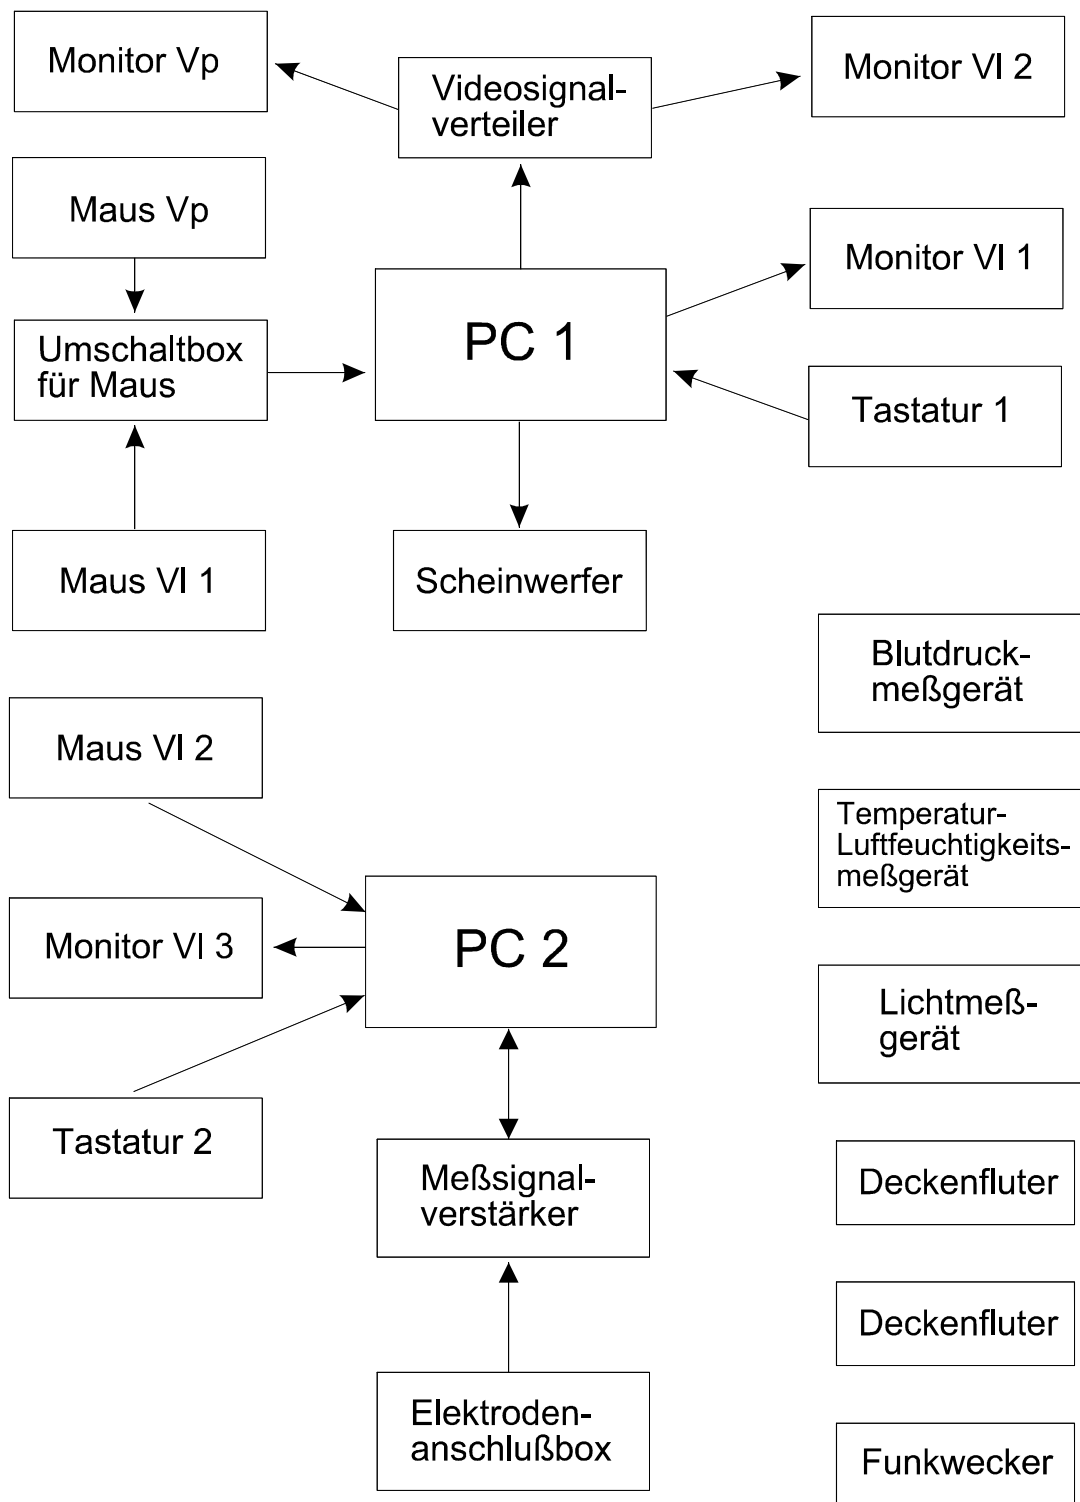 Monitor Vp
Videosignal-
verteiler
Monitor Vl 2
Maus Vp
Monitor Vl 1
Umschaltbox
für Maus
PC 1
Tastatur 1
Maus Vl 1
Scheinwerfer
Blutdruck-
meßgerät
Maus Vl 2
Temperatur-
Luftfeuchtigkeits-
meßgerät
Monitor Vl 3
PC 2
Lichtmeß-
gerät
Tastatur 2
Meßsignal-
verstärker
Deckenfluter
Deckenfluter
Elektroden-
anschlußbox
Funkwecker